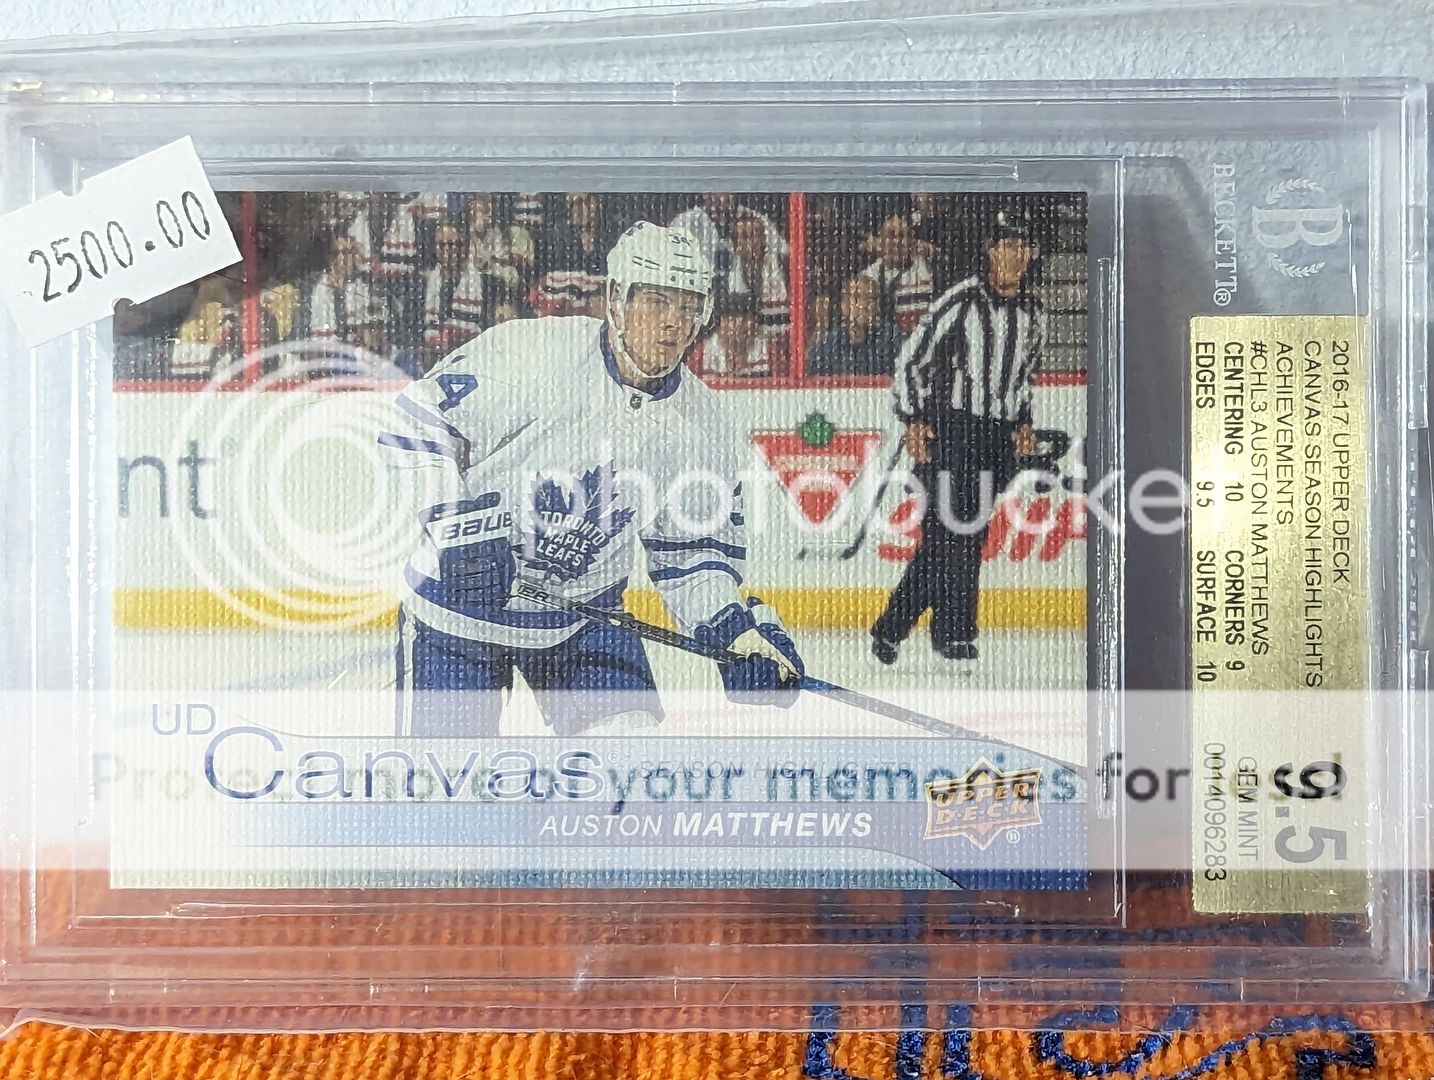 2500.00
BECKETT®
2016-17 UPPER DECK
CANVAS SEASON HIGHLIGHTS/
ACHIEVEMENTS
#CHL3 AUSTON MATTHEWS
CENTERING 10 CORNERS 9
EDGES 9.5 SURFACE 10
9.5
GEM MINT
0014096283
4
nt
BAUER
TORONTO
MAPLE
LEAFS
photobucket
UD
Canvas
SEASON HIGHLIGHTS
Protect more of your memories for less!
AUSTON MATTHEWS
UPPER
DECK
®